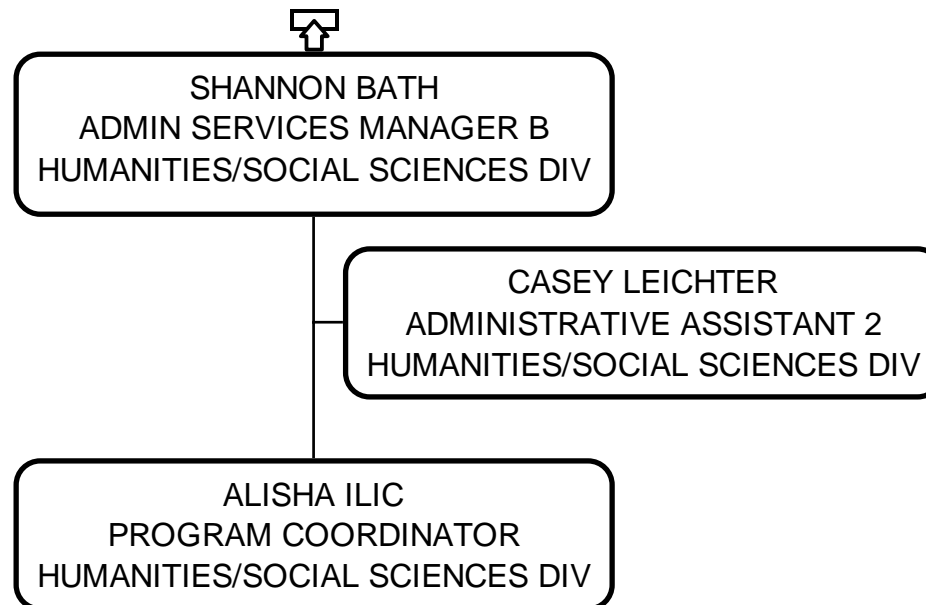 SHANNON BATH
ADMIN SERVICES MANAGER B
HUMANITIES/SOCIAL SCIENCES DIV
CASEY LEICHTER
ADMINISTRATIVE ASSISTANT 2
HUMANITIES/SOCIAL SCIENCES DIV
ALISHA ILIC
PROGRAM COORDINATOR
HUMANITIES/SOCIAL SCIENCES DIV